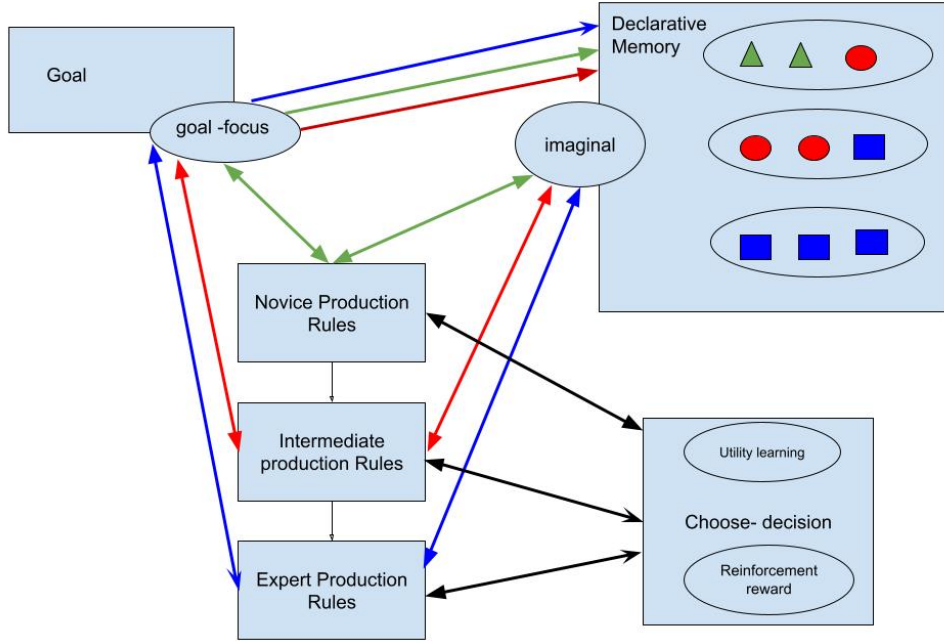 Goal
goal -focus
Declarative
Memory
imaginal
Novice Production
Rules
Intermediate
production Rules
Expert Production
Rules
Utility learning
Choose- decision
Reinforcement
reward